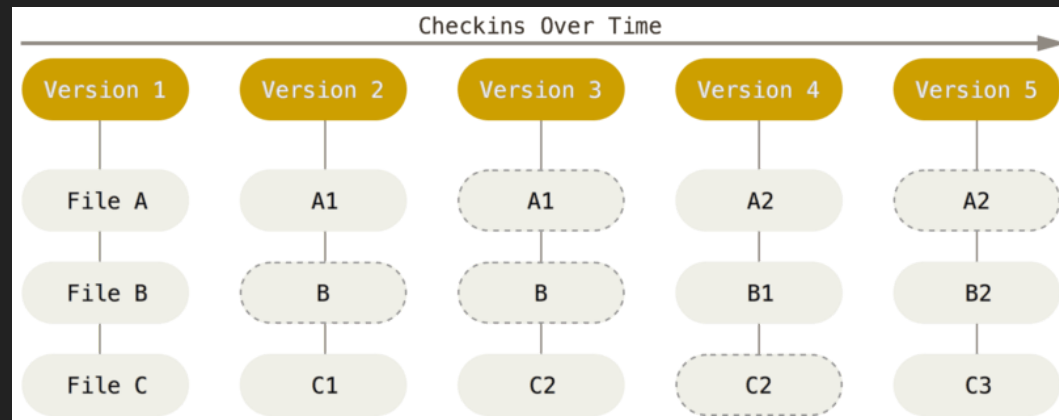 Checkins Over Time
Version 1 Version 2 Version 3 Version 4 Version 5
File A A1 A1 A2 A2
File B B B B1 B2
File C C1 C2 C2 C3